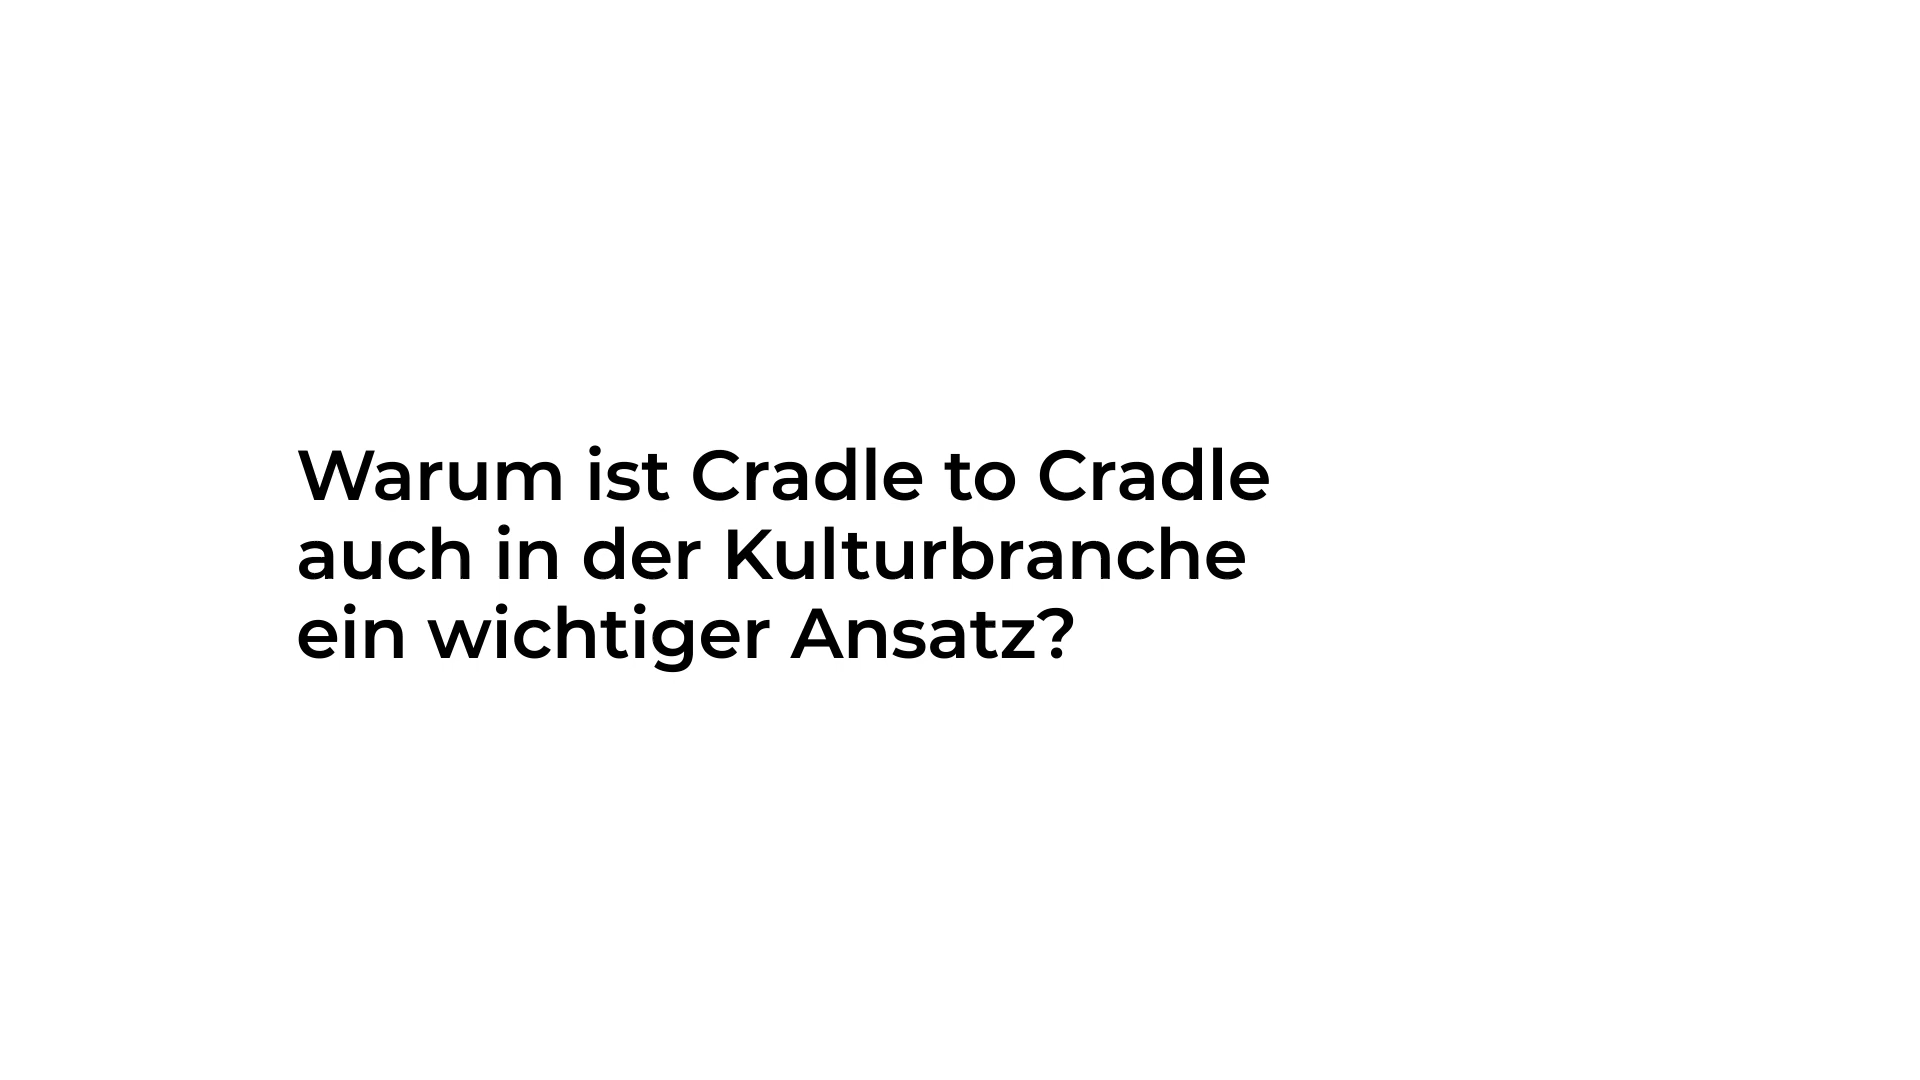 Warum ist Cradle to Cradle
auch in der Kulturbranche
ein wichtiger Ansatz?